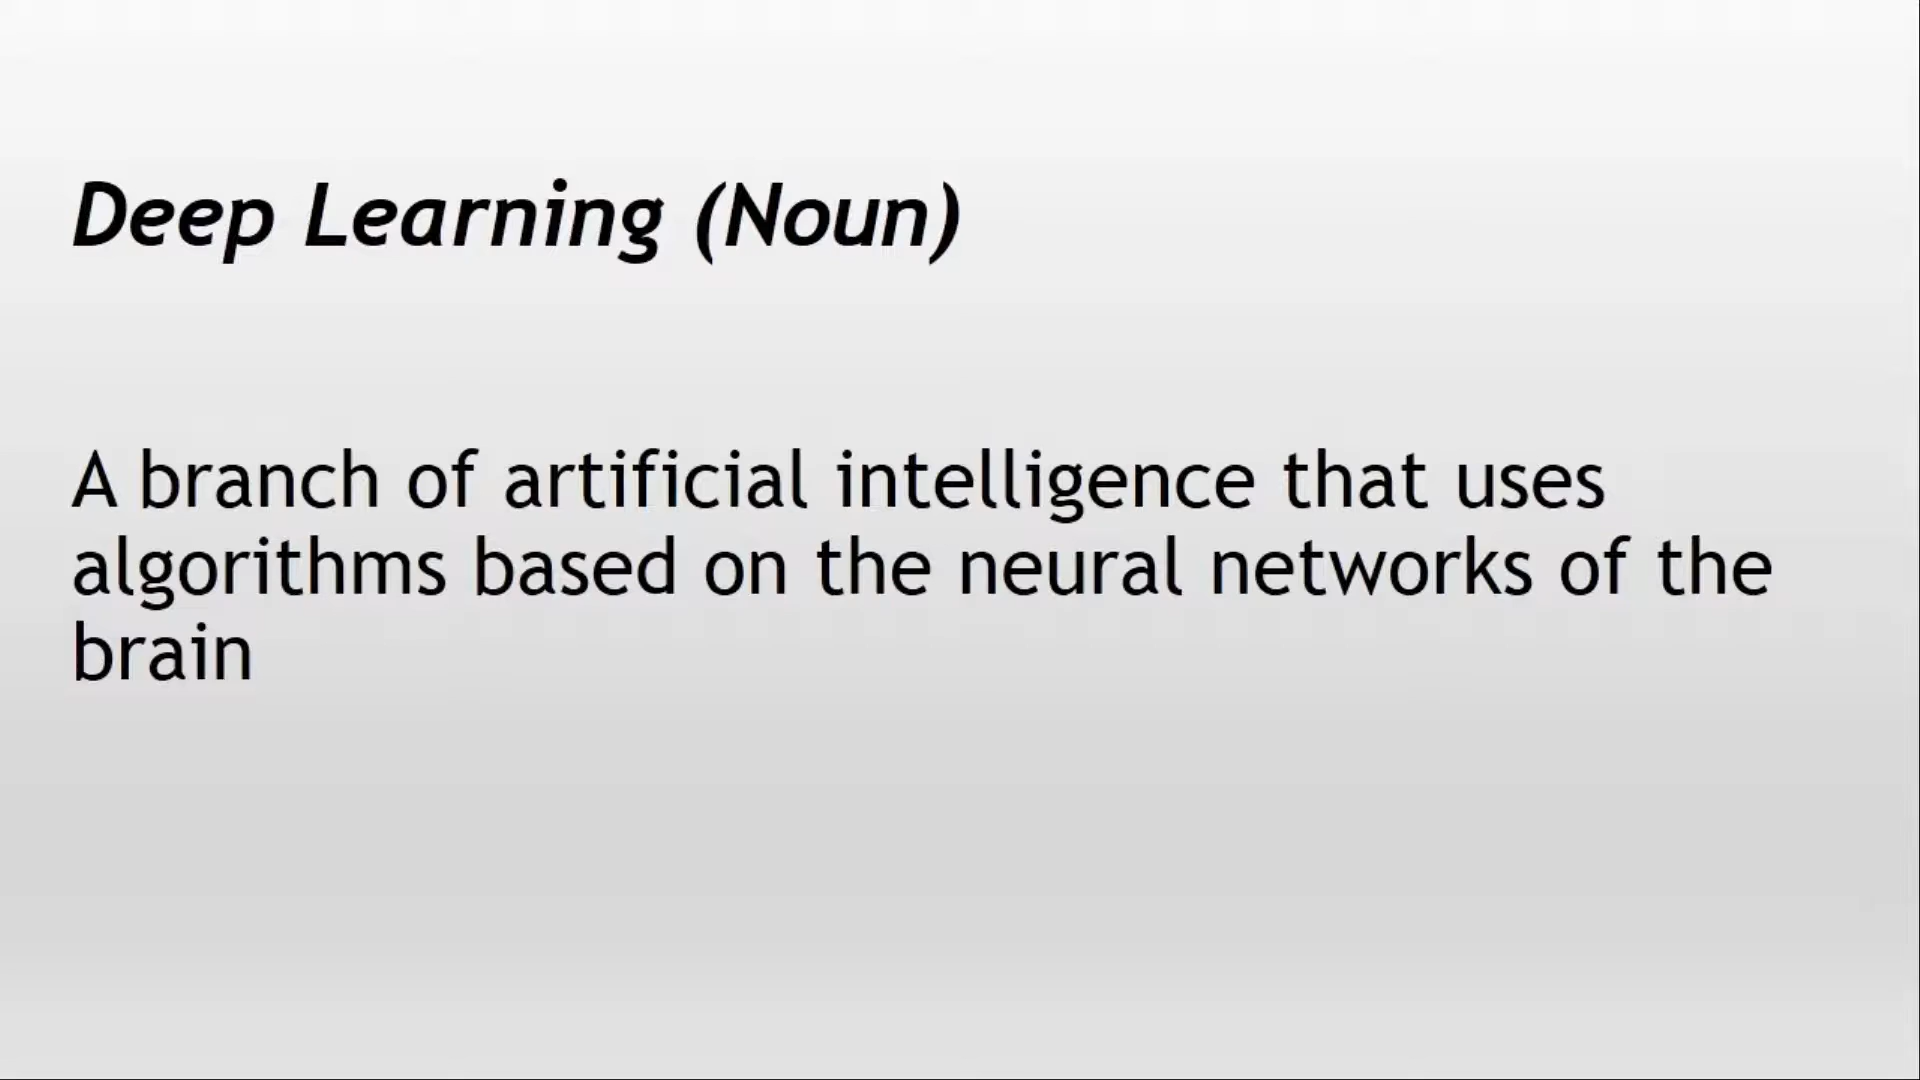 Deep Learning (Noun)
A branch of artificial intelligence that uses
algorithms based on the neural networks of the
brain